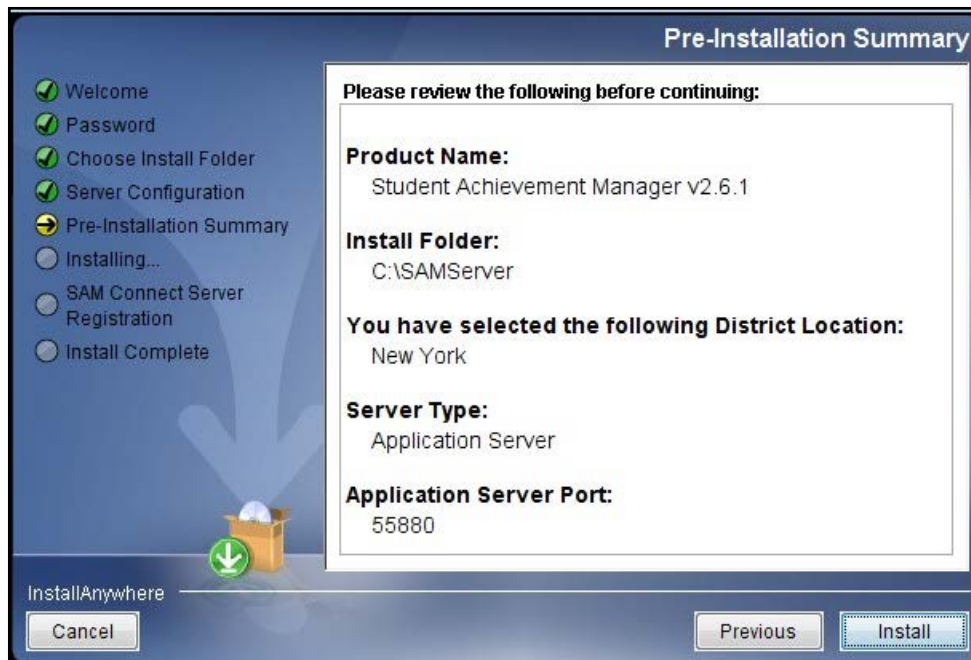 Pre-Installation Summary
Welcome
Password
Choose Install Folder
Server Configuration
Pre-Installation Summary
Installing...
SAM Connect Server
Registration
Install Complete
Please review the following before continuing:
Product Name:
Student Achievement Manager v2.6.1
Install Folder:
C:\SAMServer
You have selected the following District Location:
New York
Server Type:
Application Server
Application Server Port:
55880
InstallAnywhere
Cancel
Previous
Install